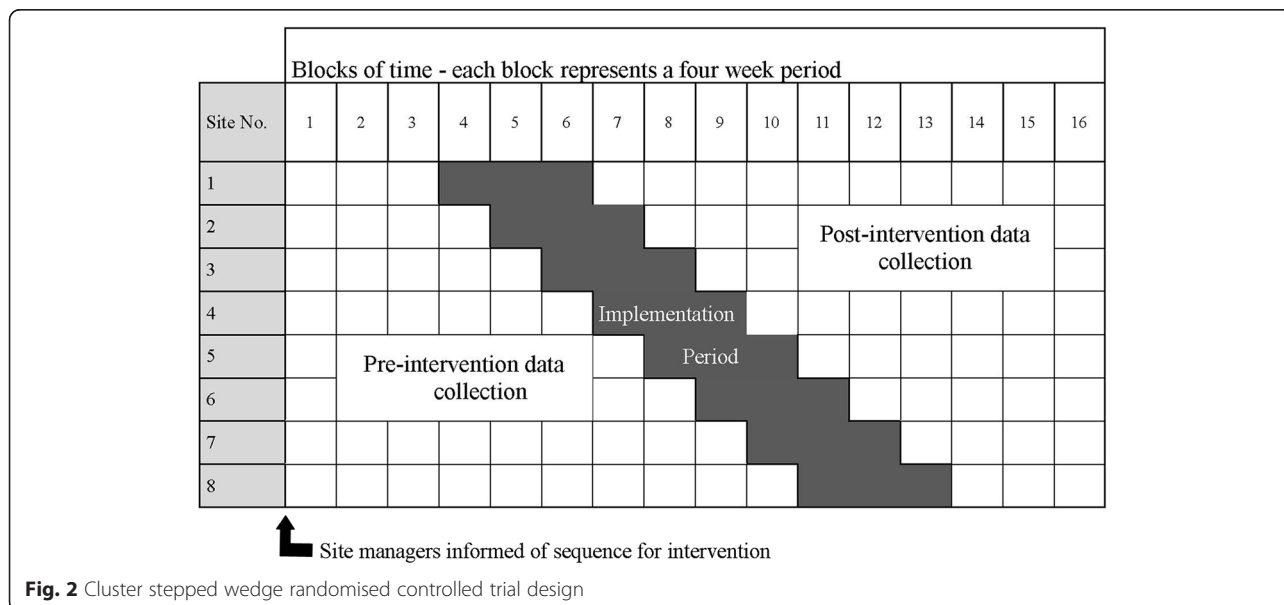 Blocks of time - each block represents a four week period
Site No. 1 2 3 4 5 6 7 8 9 10 11 12 13 14 15 16
1
2
Post-intervention data
collection
3
4
Implementation
5
Period
Pre-intervention data
collection
6
7
8
Site managers informed of sequence for intervention
Fig. 2 Cluster stepped wedge randomised controlled trial design